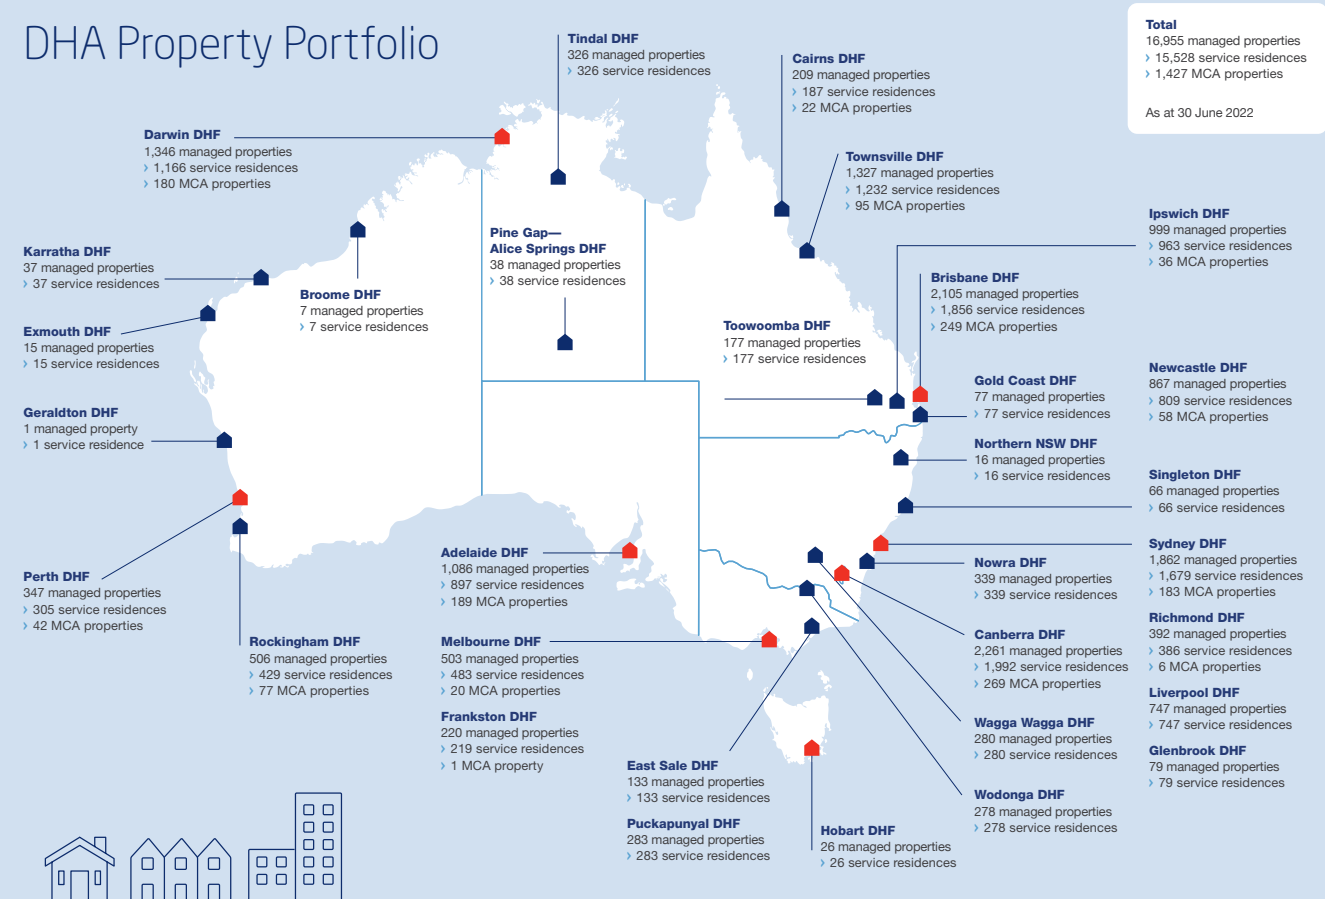 DHA Property Portfolio
Total
16,955 managed properties
› 15,528 service residences
› 1,427 MCA properties
As at 30 June 2022
Tindal DHF
326 managed properties
› 326 service residences
Cairns DHF
209 managed properties
› 187 service residences
› 22 MCA properties
Darwin DHF
1,346 managed properties
› 1,166 service residences
› 180 MCA properties
Townsville DHF
1,327 managed properties
› 1,232 service residences
› 95 MCA properties
Ipswich DHF
999 managed properties
› 963 service residences
› 36 MCA properties
Pine Gap—
Alice Springs DHF
38 managed properties
› 38 service residences
Karratha DHF
37 managed properties
› 37 service residences
Broome DHF
7 managed properties
› 7 service residences
Brisbane DHF
2,105 managed properties
› 1,856 service residences
› 249 MCA properties
Exmouth DHF
15 managed properties
› 15 service residences
Toowoomba DHF
177 managed properties
› 177 service residences
Gold Coast DHF
77 managed properties
› 77 service residences
Newcastle DHF
867 managed properties
› 809 service residences
› 58 MCA properties
Geraldton DHF
1 managed property
› 1 service residence
Northern NSW DHF
16 managed properties
› 16 service residences
Singleton DHF
66 managed properties
› 66 service residences
Adelaide DHF
1,086 managed properties
› 897 service residences
› 189 MCA properties
Nowra DHF
339 managed properties
› 339 service residences
Sydney DHF
1,862 managed properties
› 1,679 service residences
› 183 MCA properties
Perth DHF
347 managed properties
› 305 service residences
› 42 MCA properties
Rockingham DHF
506 managed properties
› 429 service residences
› 77 MCA properties
Melbourne DHF
503 managed properties
› 483 service residences
› 20 MCA properties
Canberra DHF
2,261 managed properties
› 1,992 service residences
› 269 MCA properties
Richmond DHF
392 managed properties
› 386 service residences
› 6 MCA properties
Frankston DHF
220 managed properties
› 219 service residences
› 1 MCA property
Wagga Wagga DHF
280 managed properties
› 280 service residences
Liverpool DHF
747 managed properties
› 747 service residences
East Sale DHF
133 managed properties
› 133 service residences
Glenbrook DHF
79 managed properties
› 79 service residences
Wodonga DHF
278 managed properties
› 278 service residences
Puckapunyal DHF
283 managed properties
› 283 service residences
Hobart DHF
26 managed properties
› 26 service residences